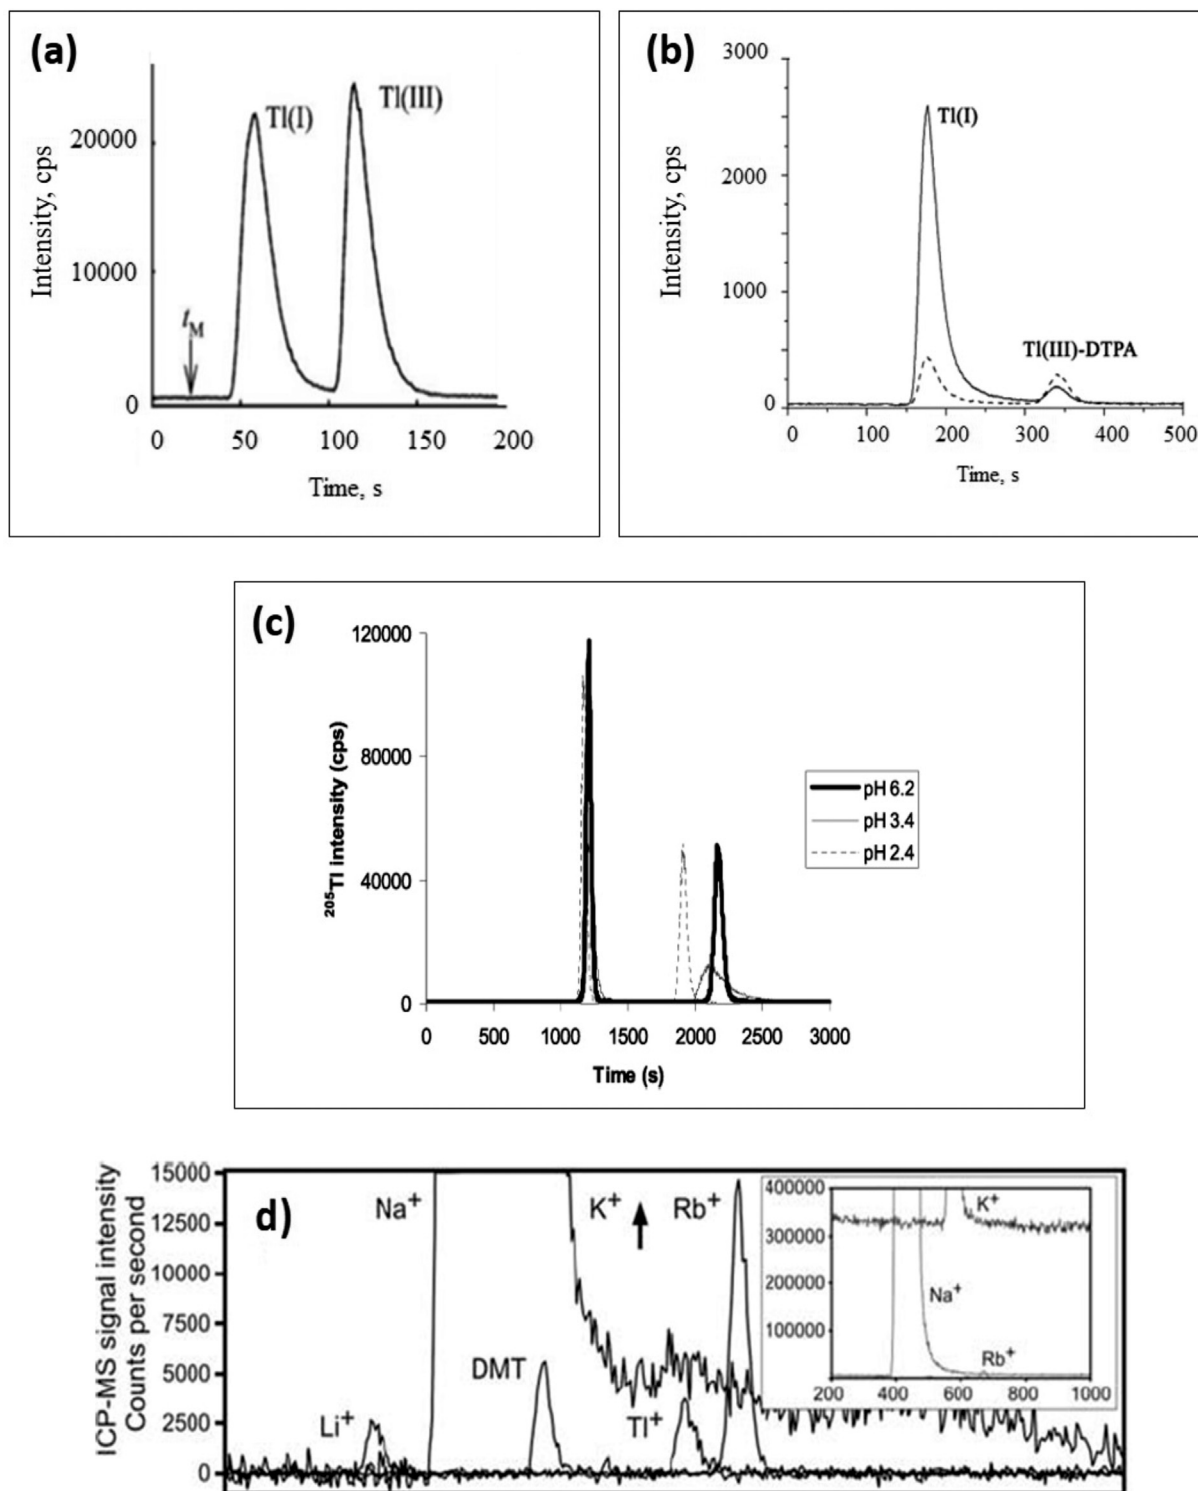 (a)
Intensity, cps
20000
10000
0
tM
Tl(I)
Tl(III)
0 50 100 150 200
Time, s
(b)
Intensity, cps
3000
2000
1000
0
Tl(I)
Tl(III)-DTPA
0 100 200 300 400 500
Time, s
(c)
205Tl intensity (cps)
120000
80000
40000
0
pH 6.2
pH 3.4
pH 2.4
0 500 1000 1500 2000 2500 3000
Time (s)
d)
ICP-MS signal intensity
Counts per second
15000
12500
10000
7500
5000
2500
0
Na+
K+
Rb+
DMT
Li+
Tl+
400000
300000
200000
100000
K+
Na+
Rb+
200 400 600 800 1000